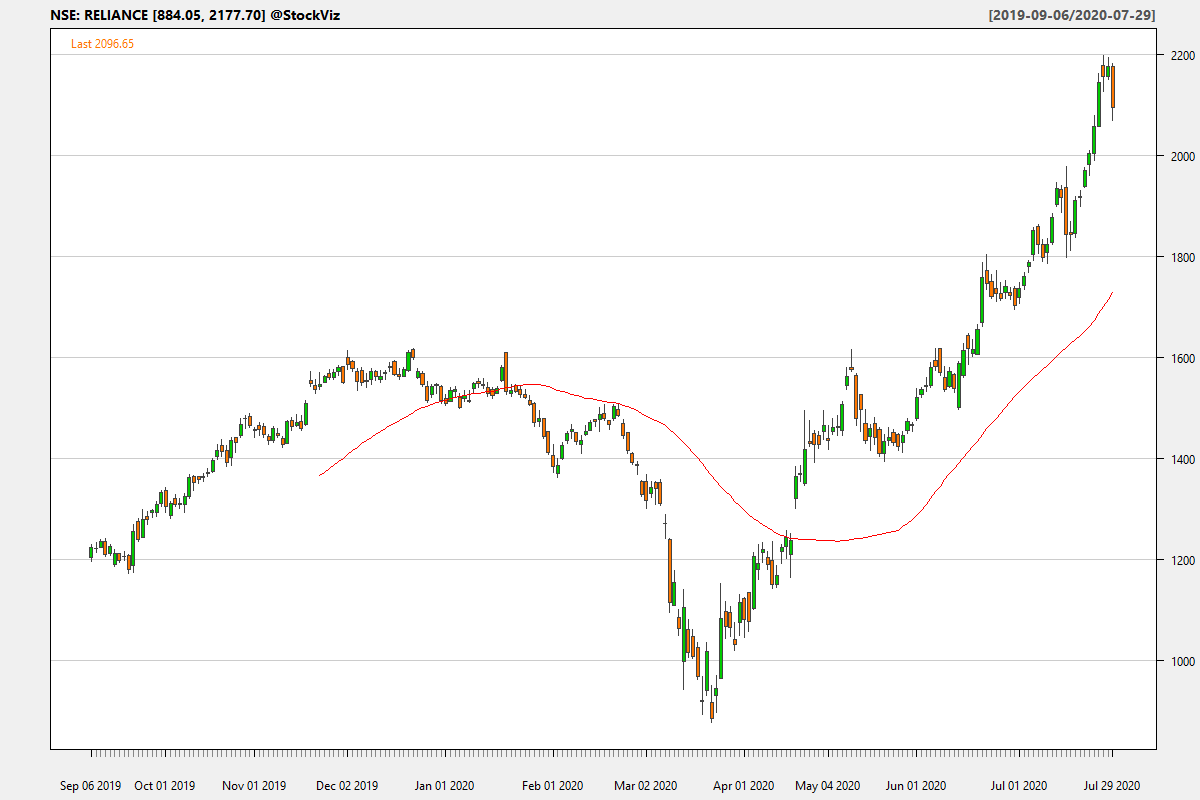 NSE: RELIANCE [884.05, 2177.70] @StockViz [2019-09-06/2020-07-29]
Last 2096.65
2200
2000
1800
1600
1400
1200
1000
Sep 06 2019 Oct 01 2019 Nov 01 2019 Dec 02 2019 Jan 01 2020 Feb 01 2020 Mar 02 2020 Apr 01 2020 May 04 2020 Jun 01 2020 Jul 01 2020 Jul 29 2020